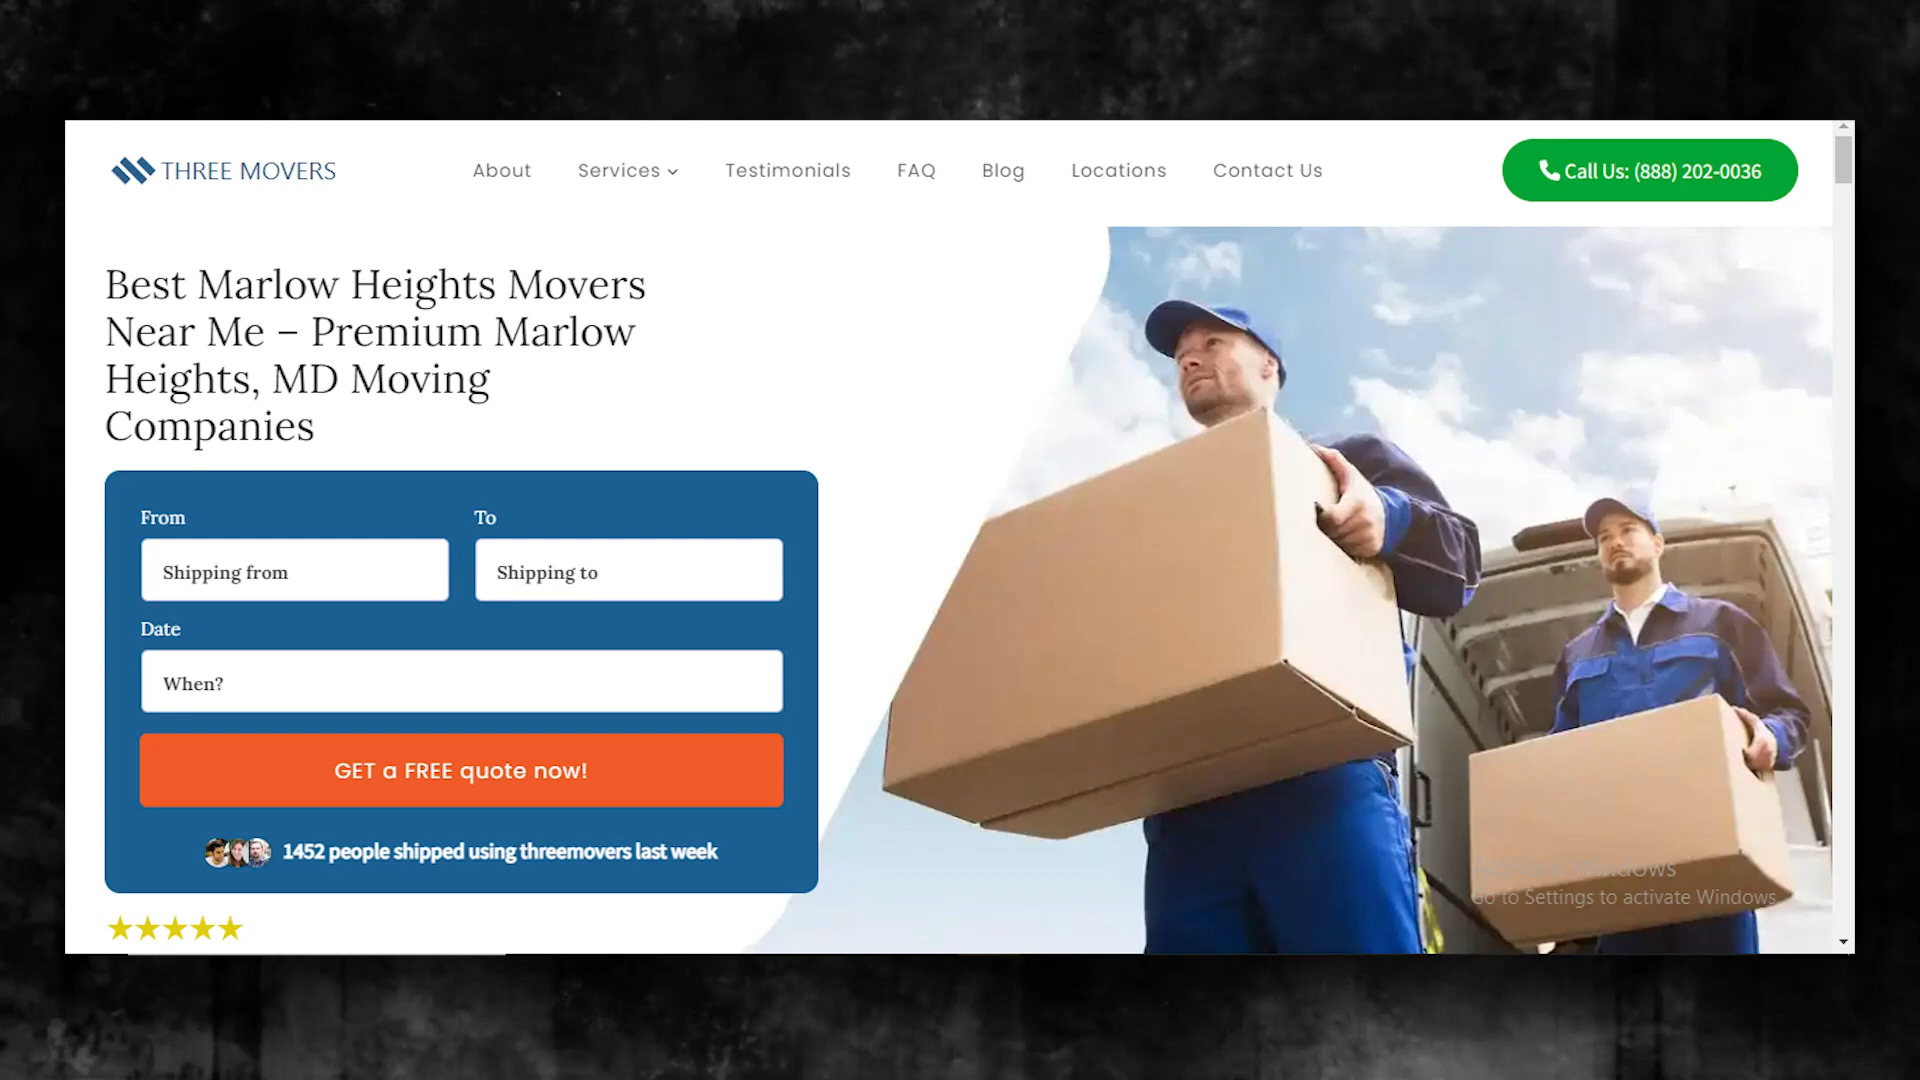 THREE MOVERS
About
Services
Testimonials
FAQ
Blog
Locations
Contact Us
Call Us: (888) 202-0036
Best Marlow Heights Movers
Near Me – Premium Marlow
Heights, MD Moving
Companies
From
To
Shipping from
Shipping to
Date
When?
GET a FREE quote now!
1452 people shipped using threemovers last week
Activate Windows
Go to Settings to activate Windows